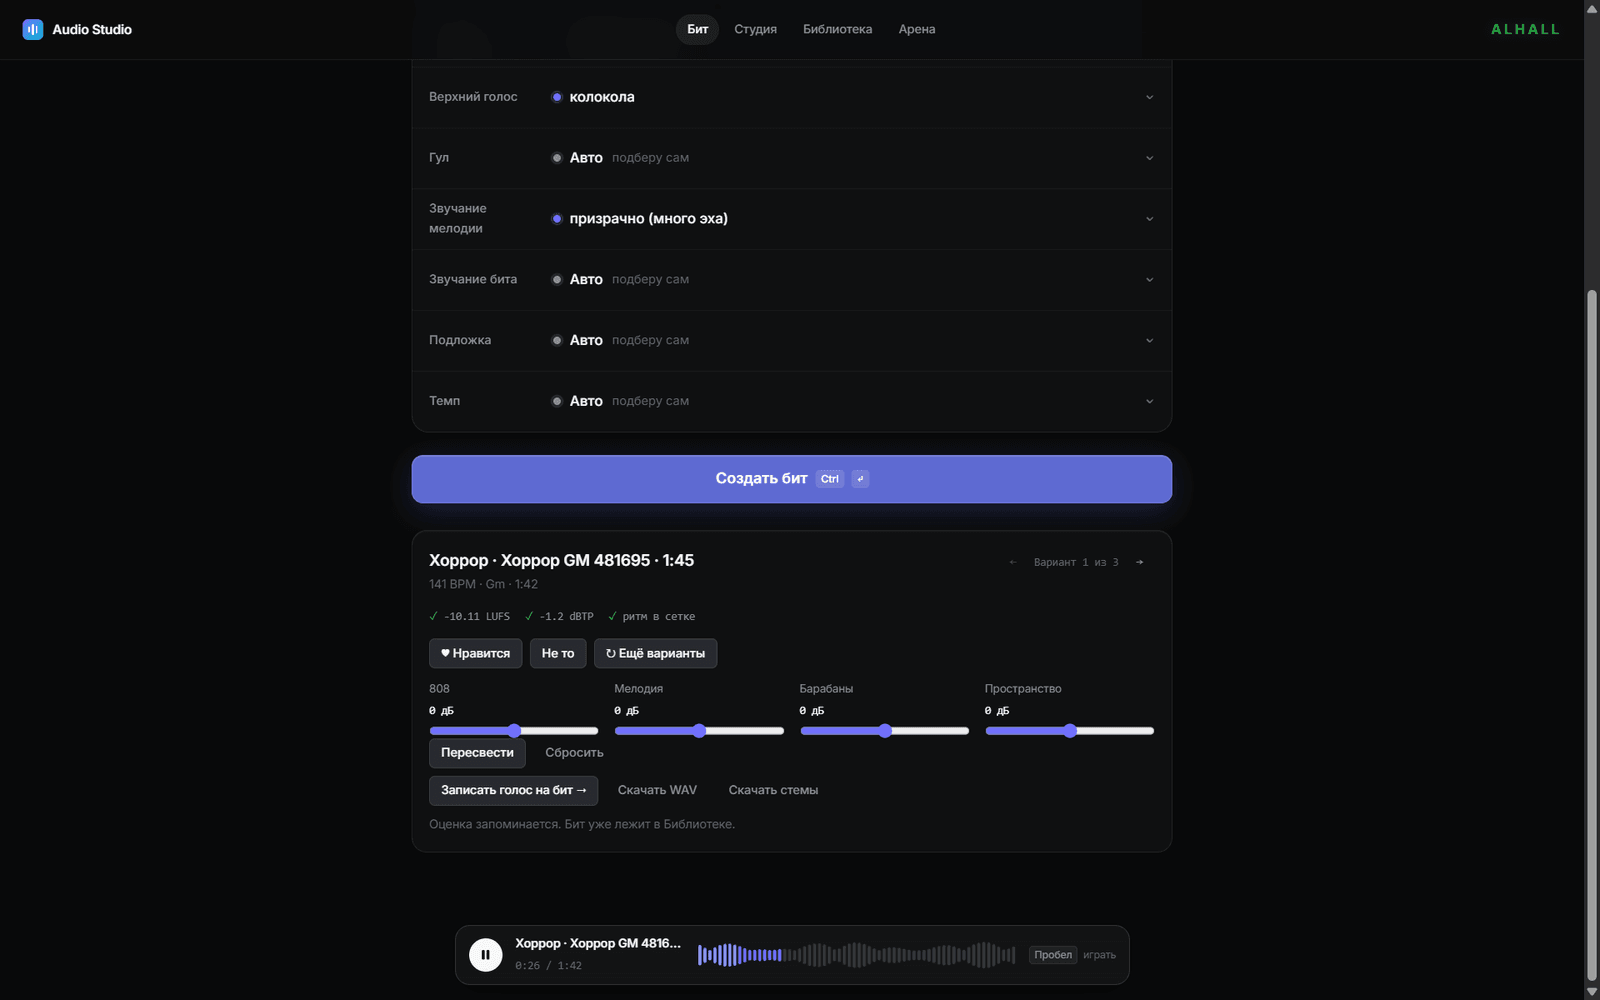 Audio Studio
Бит
Студия
Библиотека
Арена
ALHALL
Верхний голос
колокола
Гул
Авто подберу сам
Звучание
мелодии
призрачно (много эха)
Звучание бита
Авто подберу сам
Подложка
Авто подберу сам
Темп
Авто подберу сам
Создать бит Ctrl ↵
Хоррор · Хоррор GM 481695 · 1:45
← Вариант 1 из 3 →
141 BPM · Gm · 1:42
✓ -10.11 LUFS ✓ -1.2 dBTP ✓ ритм в сетке
♥ Нравится
Не то
↻ Ещё варианты
808
0 дБ
Мелодия
0 дБ
Барабаны
0 дБ
Пространство
0 дБ
Пересвести
Сбросить
Записать голос на бит →
Скачать WAV
Скачать стемы
Оценка запоминается. Бит уже лежит в Библиотеке.
Хоррор · Хоррор GM 4816...
0:26 / 1:42
Пробел играть